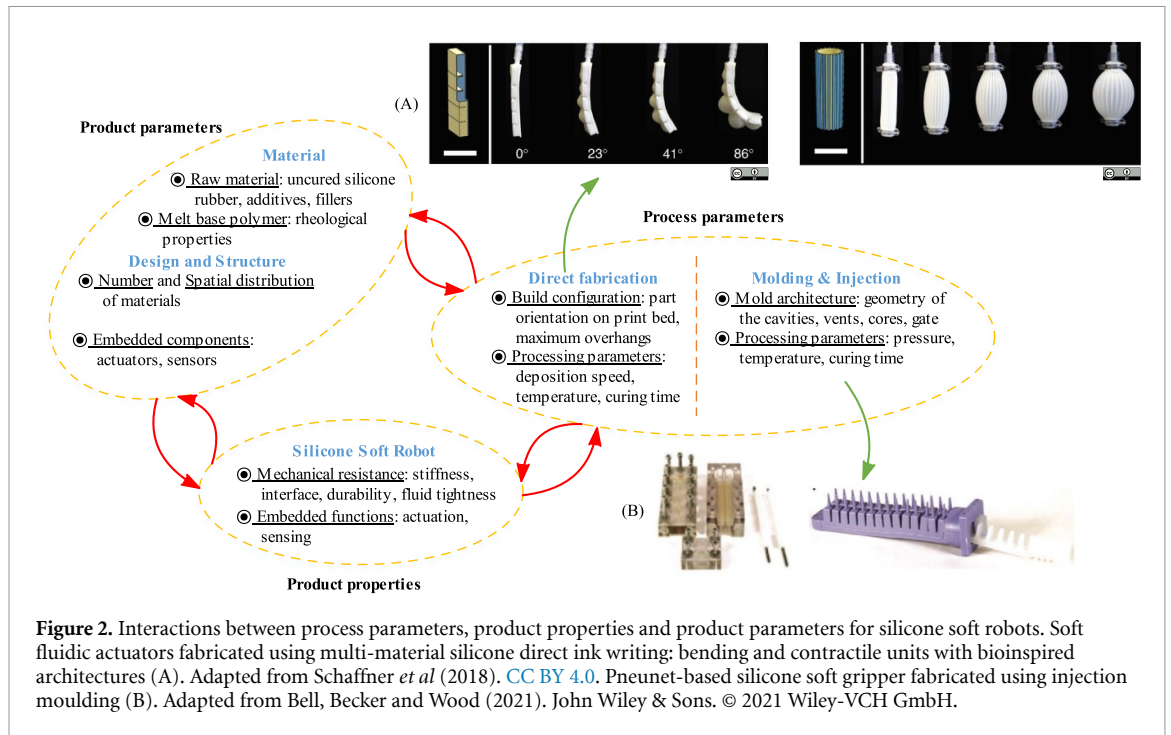 (A)
0°
23°
41°
86°
cc BY
cc BY
Product parameters
Material
Raw material: uncured silicone
rubber, additives, fillers
Melt base polymer: rheological
properties
Design and Structure
Number and Spatial distribution
of materials
Embedded components:
actuators, sensors
Process parameters
Direct fabrication
Build configuration: part
orientation on print bed,
maximum overhangs
Processing parameters:
deposition speed,
temperature, curing time
Molding & Injection
Mold architecture: geometry of
the cavities, vents, cores, gate
Processing parameters: pressure,
temperature, curing time
Silicone Soft Robot
Mechanical resistance: stiffness,
interface, durability, fluid tightness
Embedded functions: actuation,
sensing
Product properties
(B)
Figure 2. Interactions between process parameters, product properties and product parameters for silicone soft robots. Soft
fluidic actuators fabricated using multi-material silicone direct ink writing: bending and contractile units with bioinspired
architectures (A). Adapted from Schaffner et al (2018). CC BY 4.0. Pneunet-based silicone soft gripper fabricated using injection
moulding (B). Adapted from Bell, Becker and Wood (2021). John Wiley & Sons. © 2021 Wiley-VCH GmbH.